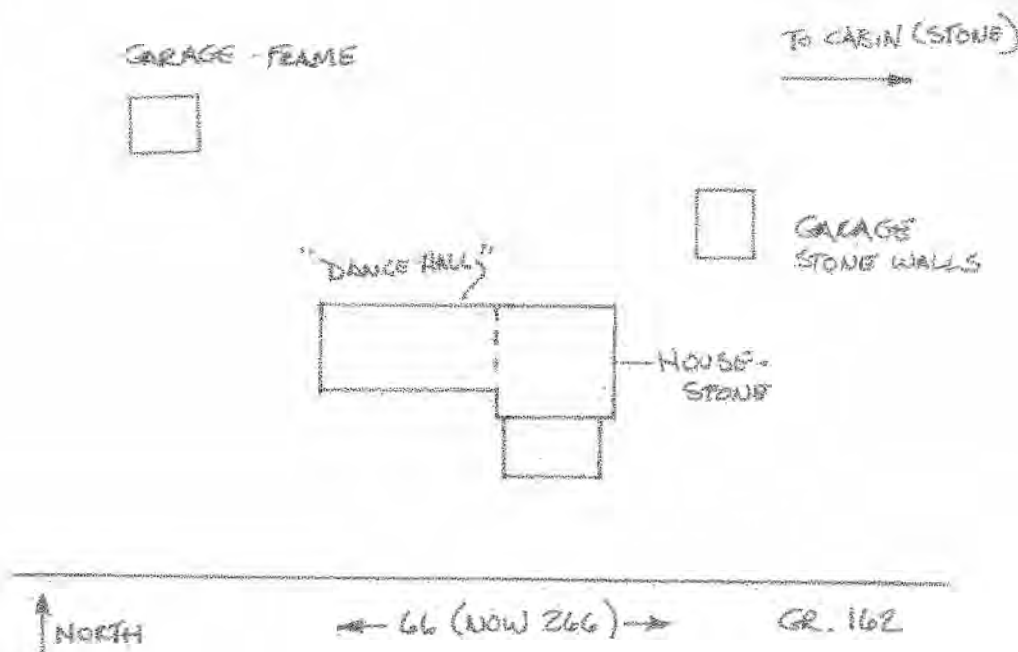 GARAGE - FRAME
TO CABIN (STONE)
GARAGE
STONE WALLS
"DANCE HALL"
HOUSE -
STONE
NORTH
← 66 (NOW 266) →
GR. 162